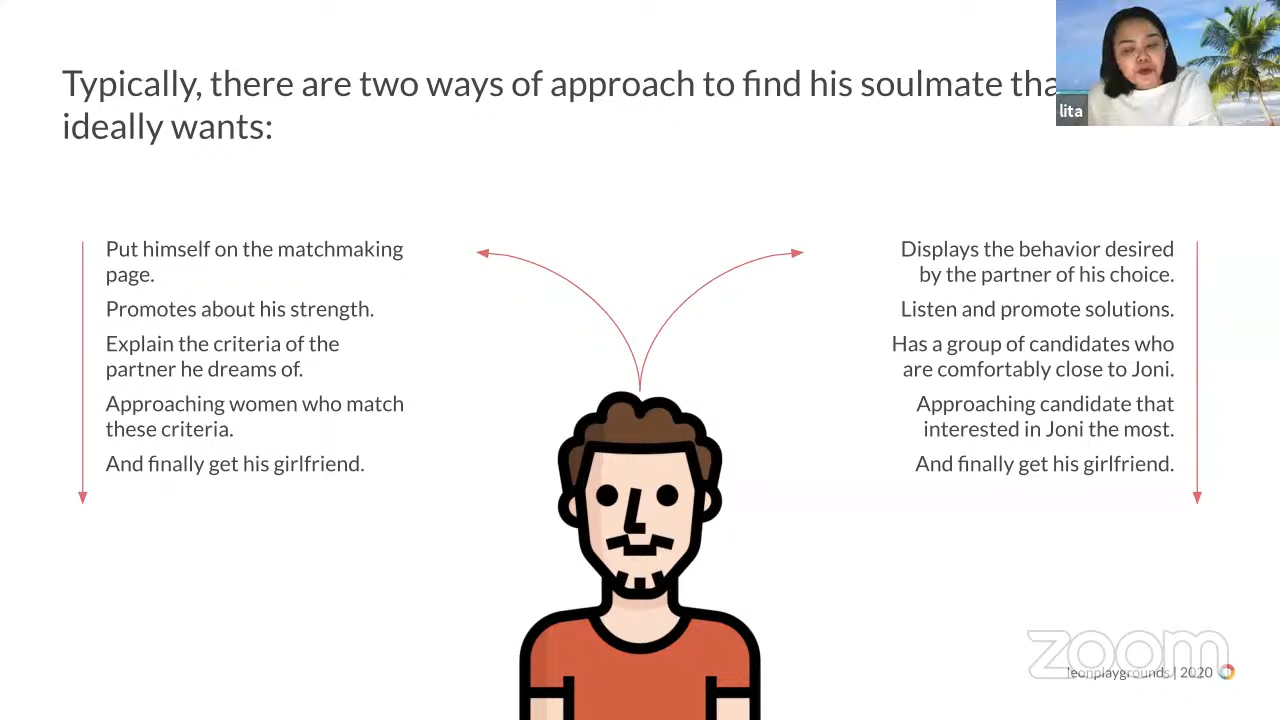 Typically, there are two ways of approach to find his soulmate
ideally wants:
lita
Put himself on the matchmaking
page.
Promotes about his strength.
Explain the criteria of the
partner he dreams of.
Approaching women who match
these criteria.
And finally get his girlfriend.
Displays the behavior desired
by the partner of his choice.
Listen and promote solutions.
Has a group of candidates who
are comfortably close to Joni.
Approaching candidate that
interested in Joni the most.
And finally get his girlfriend.
zoom
leonplaygrounds | 2020